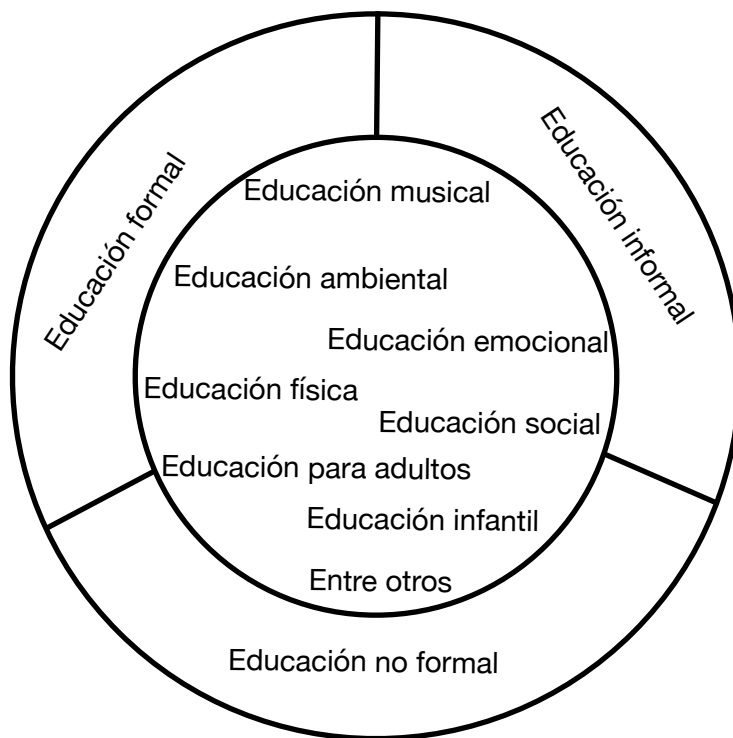 Educación formal
Educación informal
Educación musical
Educación ambiental
Educación emocional
Educación física
Educación social
Educación para adultos
Educación infantil
Entre otros
Educación no formal